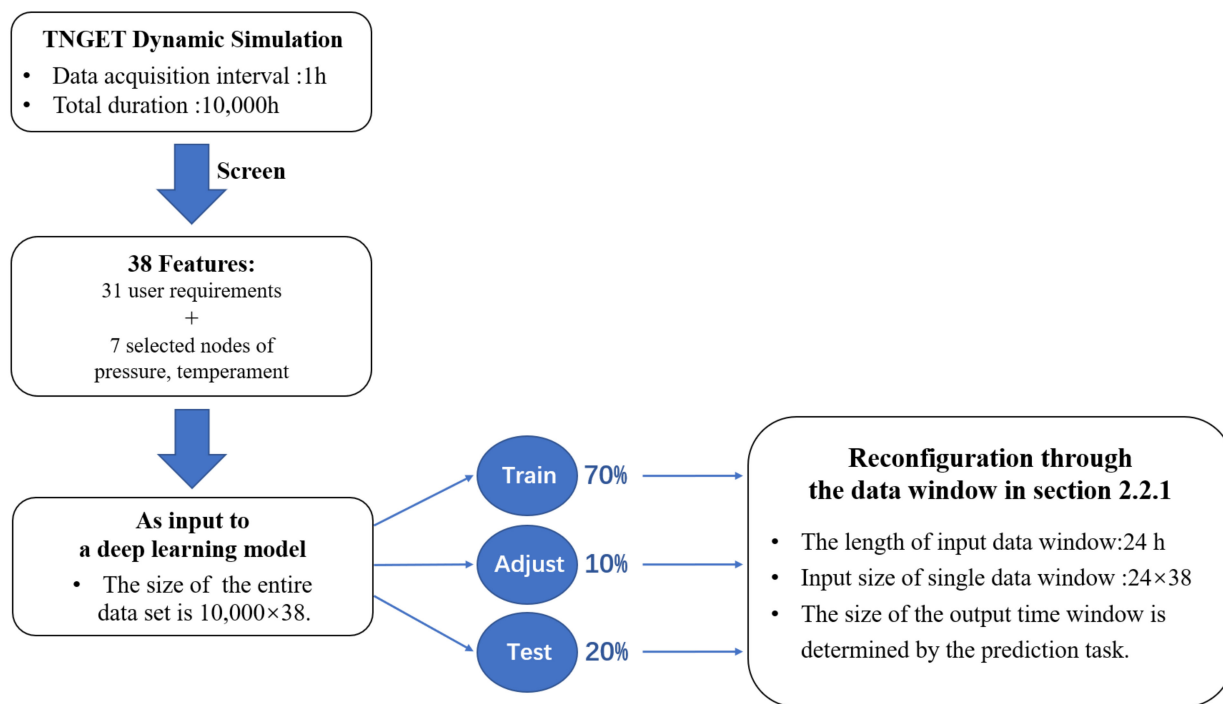 TNGET Dynamic Simulation
• Data acquisition interval :1h
• Total duration :10,000h
Screen
38 Features:
31 user requirements
+
7 selected nodes of
pressure, temperament
As input to
a deep learning model
• The size of the entire
data set is 10,000×38.
Train 70%
Adjust 10%
Test 20%
Reconfiguration through
the data window in section 2.2.1
• The length of input data window:24 h
• Input size of single data window :24×38
• The size of the output time window is
determined by the prediction task.